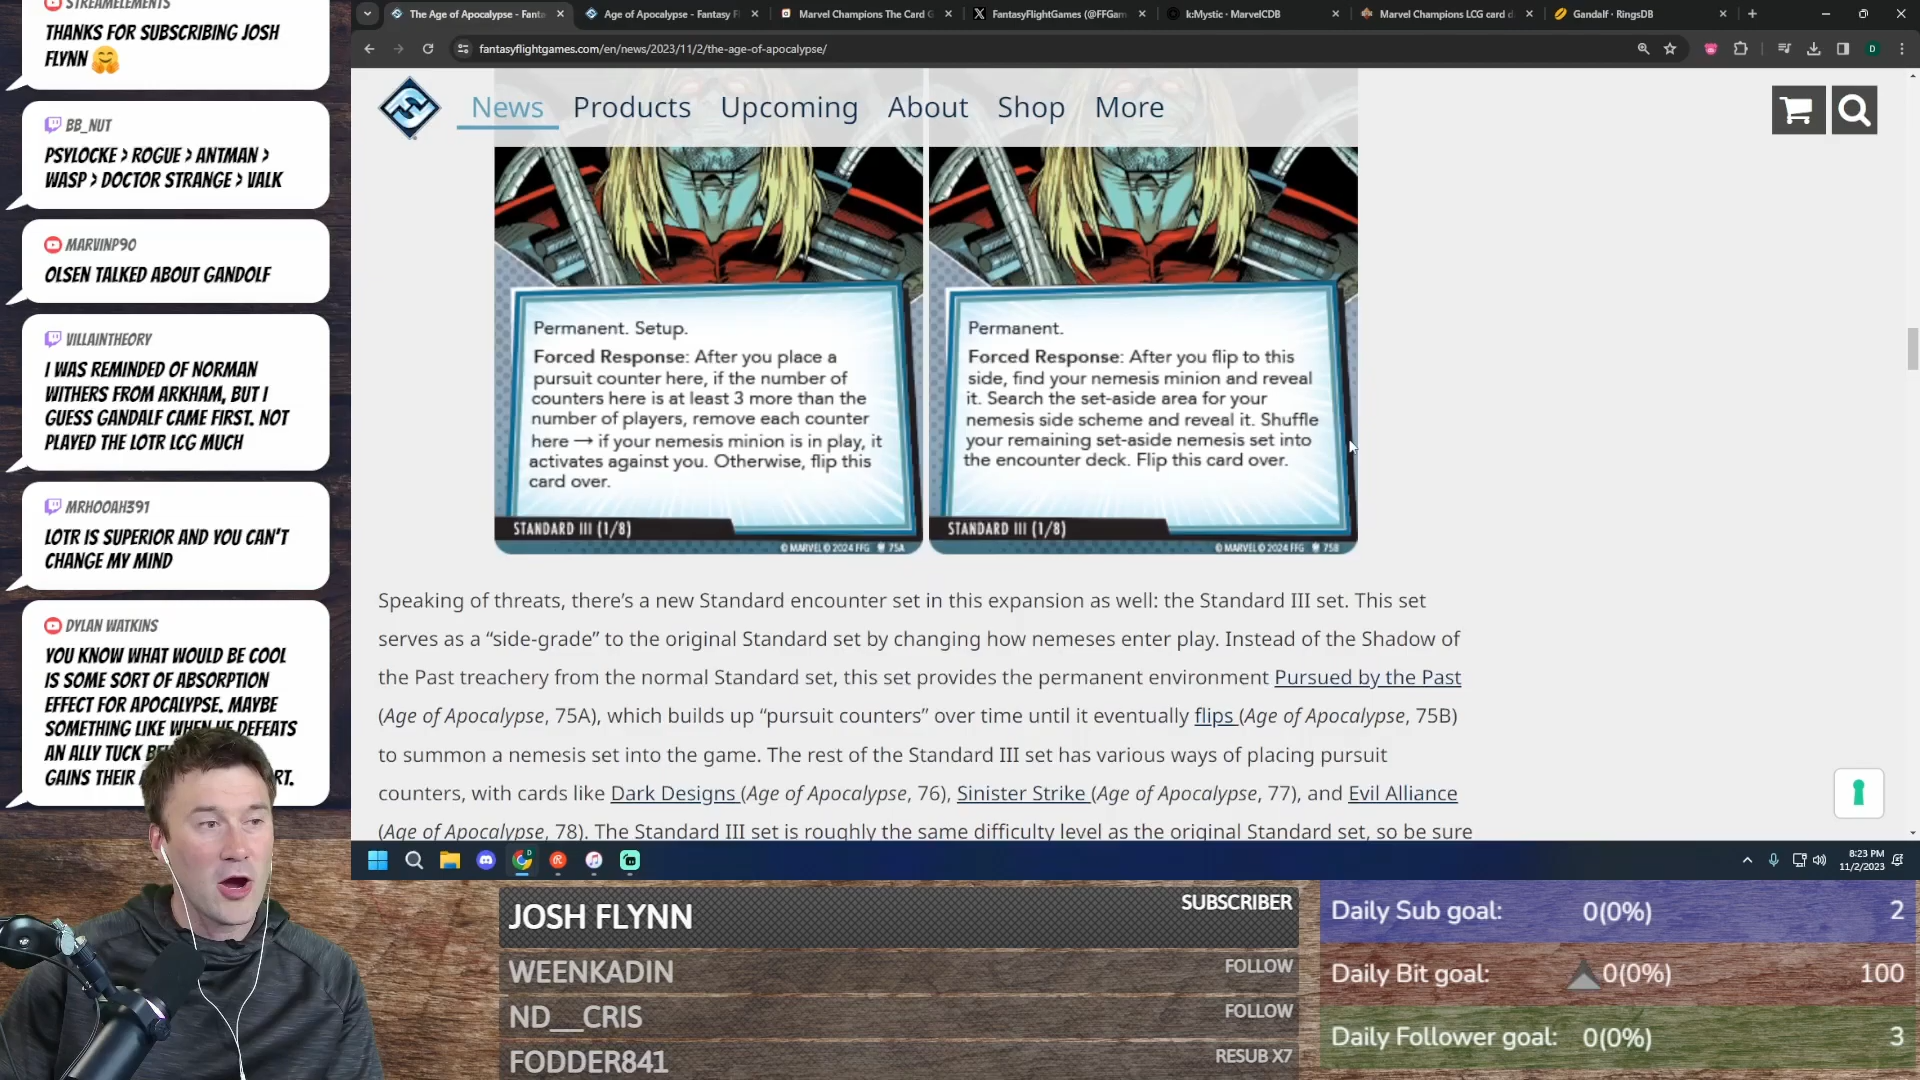 STREAMELEMENTS
THANKS FOR SUBSCRIBING JOSH
FLYNN
BB_NUT
PSYLOCKE > ROGUE > ANTMAN >
WASP > DOCTOR STRANGE > VALK
MARVINP90
OLSEN TALKED ABOUT GANDOLF
VILLAINTHEORY
I WAS REMINDED OF NORMAN
WITHERS FROM ARKHAM, BUT I
GUESS GANDALF CAME FIRST. NOT
PLAYED THE LOTR LCG MUCH
MRHOOAH391
LOTR IS SUPERIOR AND YOU CAN'T
CHANGE MY MIND
DYLAN WATKINS
YOU KNOW WHAT WOULD BE COOL
IS SOME SORT OF ABSORPTION
EFFECT FOR APOCALYPSE. MAYBE
SOMETHING LIKE WHEN HE DEFEATS
AN ALLY TUCK
GAINS THEIR
The Age of Apocalypse - Fanta
Age of Apocalypse - Fantasy F
Marvel Champions The Card G
FantasyFlightGames (@FFGam
k:Mystic · MarvelCDB
Marvel Champions LCG card d
Gandalf · RingsDB
fantasyflightgames.com/en/news/2023/11/2/the-age-of-apocalypse/
D
News Products Upcoming About Shop More
Permanent. Setup.
Forced Response: After you place a
pursuit counter here, if the number of
counters here is at least 3 more than the
number of players, remove each counter
here → if your nemesis minion is in play, it
activates against you. Otherwise, flip this
card over.
STANDARD III (1/8)
© MARVEL © 2024 FFG 75A
Permanent.
Forced Response: After you flip to this
side, find your nemesis minion and reveal
it. Search the set-aside area for your
nemesis side scheme and reveal it. Shuffle
your remaining set-aside nemesis set into
the encounter deck. Flip this card over.
STANDARD III (1/8)
© MARVEL © 2024 FFG 75B
Speaking of threats, there's a new Standard encounter set in this expansion as well: the Standard III set. This set
serves as a “side-grade” to the original Standard set by changing how nemeses enter play. Instead of the Shadow of
the Past treachery from the normal Standard set, this set provides the permanent environment Pursued by the Past
(Age of Apocalypse, 75A), which builds up “pursuit counters” over time until it eventually flips (Age of Apocalypse, 75B)
to summon a nemesis set into the game. The rest of the Standard III set has various ways of placing pursuit
counters, with cards like Dark Designs (Age of Apocalypse, 76), Sinister Strike (Age of Apocalypse, 77), and Evil Alliance
(Age of Apocalypse, 78). The Standard III set is roughly the same difficulty level as the original Standard set, so be sure
8:23 PM
11/2/2023
JOSH FLYNN SUBSCRIBER
WEENKADIN FOLLOW
ND__CRIS FOLLOW
FODDER841 RESUB X7
Daily Sub goal: 0(0%) 2
Daily Bit goal: 0(0%) 100
Daily Follower goal: 0(0%) 3